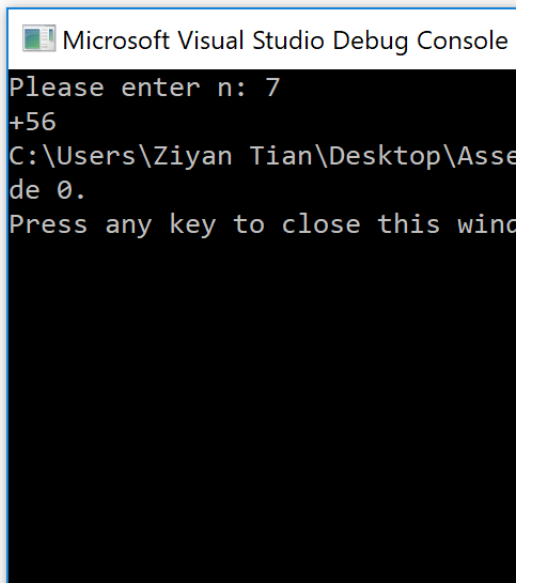 Microsoft Visual Studio Debug Console
Please enter n: 7
+56
C:\Users\Ziyan Tian\Desktop\Asse
de 0.
Press any key to close this wind